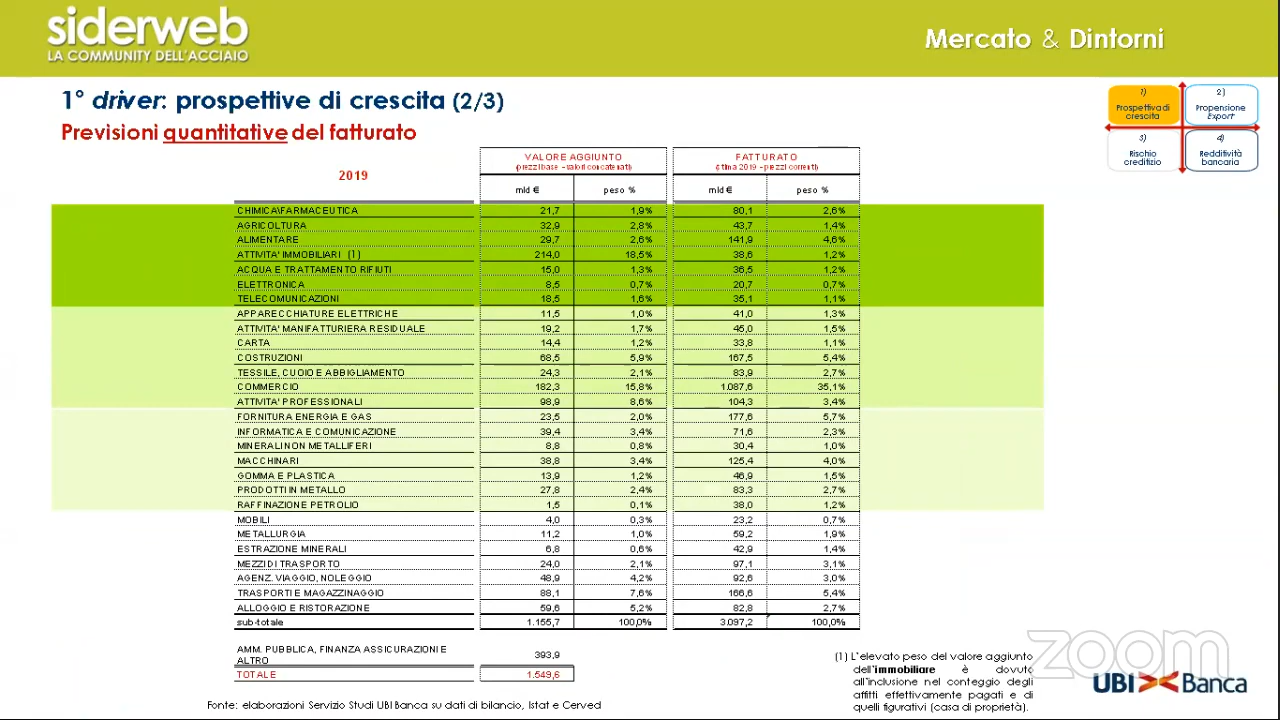 siderweb
LA COMMUNITY DELL'ACCIAIO
Mercato & Dintorni
1° driver: prospettive di crescita (2/3)
Previsioni quantitative del fatturato
1)
Prospettiva di
crescita
2)
Propensione
Export
3)
Rischio
creditizio
4)
Redditività
bancaria
2019
VALORE AGGIUNTO
(prezzi base - valori concatenati)
FATTURATO
(stima 2019 - prezzi correnti)
mld € peso % mld € peso %
CHIMICA\FARMACEUTICA 21,7 1,9% 80,1 2,6%
AGRICOLTURA 32,9 2,8% 43,7 1,4%
ALIMENTARE 29,7 2,6% 141,9 4,6%
ATTIVITA' IMMOBILIARI (1) 214,0 18,5% 38,6 1,2%
ACQUA E TRATTAMENTO RIFIUTI 15,0 1,3% 36,5 1,2%
ELETTRONICA 8,5 0,7% 20,7 0,7%
TELECOMUNICAZIONI 18,5 1,6% 35,1 1,1%
APPARECCHIATURE ELETTRICHE 11,5 1,0% 41,0 1,3%
ATTIVITA' MANIFATTURIERA RESIDUALE 19,2 1,7% 45,0 1,5%
CARTA 14,4 1,2% 33,8 1,1%
COSTRUZIONI 68,5 5,9% 167,5 5,4%
TESSILE, CUOIO E ABBIGLIAMENTO 24,3 2,1% 83,9 2,7%
COMMERCIO 182,3 15,8% 1.087,6 35,1%
ATTIVITA' PROFESSIONALI 98,9 8,6% 104,3 3,4%
FORNITURA ENERGIA E GAS 23,5 2,0% 177,6 5,7%
INFORMATICA E COMUNICAZIONE 39,4 3,4% 71,6 2,3%
MINERALI NON METALLIFERI 8,8 0,8% 30,4 1,0%
MACCHINARI 38,8 3,4% 125,4 4,0%
GOMMA E PLASTICA 13,9 1,2% 46,9 1,5%
PRODOTTI IN METALLO 27,8 2,4% 83,3 2,7%
RAFFINAZIONE PETROLIO 1,5 0,1% 38,0 1,2%
MOBILI 4,0 0,3% 23,2 0,7%
METALLURGIA 11,2 1,0% 59,2 1,9%
ESTRAZIONE MINERALI 6,8 0,6% 42,9 1,4%
MEZZI DI TRASPORTO 24,0 2,1% 97,1 3,1%
AGENZ. VIAGGIO, NOLEGGIO 48,9 4,2% 92,6 3,0%
TRASPORTI E MAGAZZINAGGIO 88,1 7,6% 166,6 5,4%
ALLOGGIO E RISTORAZIONE 59,6 5,2% 82,8 2,7%
sub-totale 1.155,7 100,0% 3.097,2 100,0%
AMM. PUBBLICA, FINANZA ASSICURAZIONI E
ALTRO 393,9
TOTALE 1.549,6
Fonte: elaborazioni Servizio Studi UBI Banca su dati di bilancio, Istat e Cerved
(1) L'elevato peso del valore aggiunto
dell'immobiliare è dovuto
all'inclusione nel conteggio degli
affitti effettivamente pagati e di
quelli figurativi (casa di proprietà).
zoom
UBI Banca